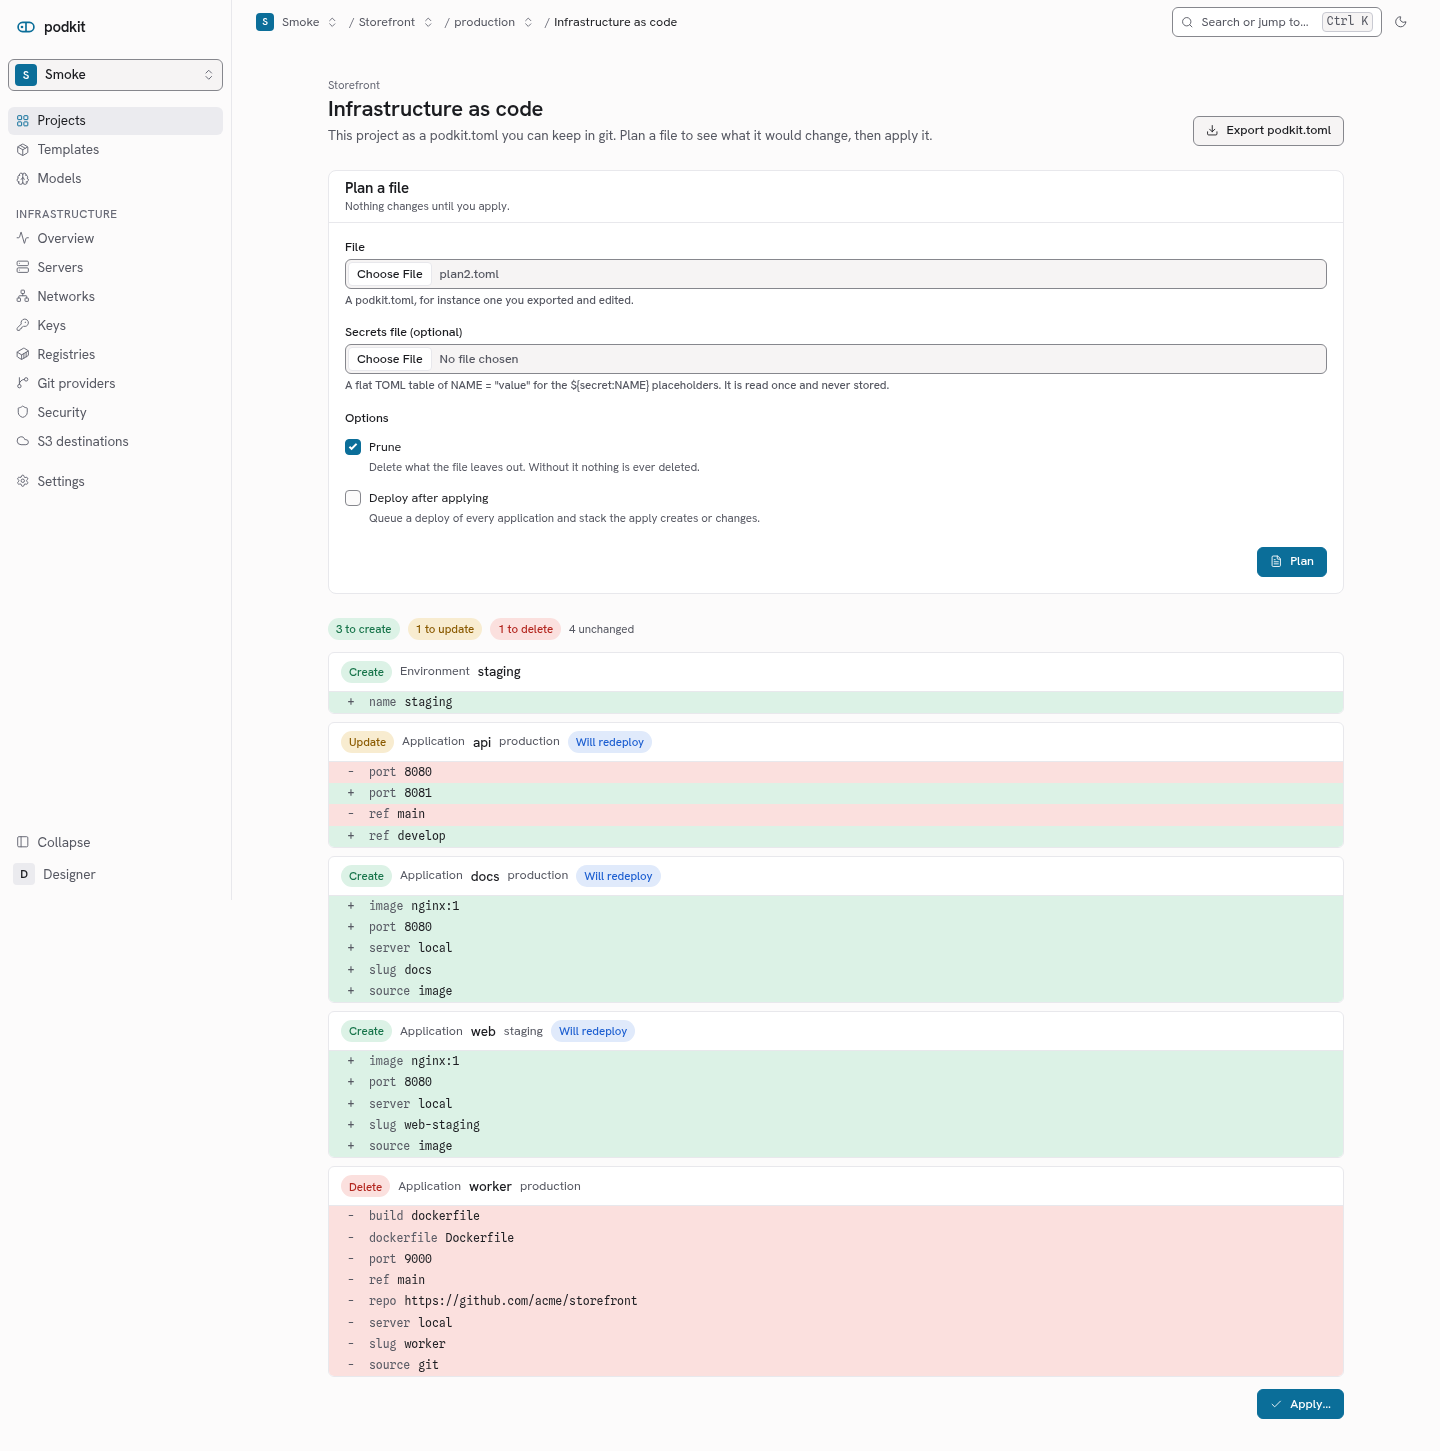 podkit
S Smoke
Projects
Templates
Models
INFRASTRUCTURE
Overview
Servers
Networks
Keys
Registries
Git providers
Security
S3 destinations
Settings
Collapse
D Designer
S Smoke / Storefront / production / Infrastructure as code
Search or jump to... Ctrl K
Storefront
Infrastructure as code
This project as a podkit.toml you can keep in git. Plan a file to see what it would change, then apply it.
Export podkit.toml
Plan a file
Nothing changes until you apply.
File
Choose File plan2.toml
A podkit.toml, for instance one you exported and edited.
Secrets file (optional)
Choose File No file chosen
A flat TOML table of NAME = "value" for the ${secret:NAME} placeholders. It is read once and never stored.
Options
Prune
Delete what the file leaves out. Without it nothing is ever deleted.
Deploy after applying
Queue a deploy of every application and stack the apply creates or changes.
Plan
3 to create 1 to update 1 to delete 4 unchanged
Create Environment staging
+ name staging
Update Application api production Will redeploy
- port 8080
+ port 8081
- ref main
+ ref develop
Create Application docs production Will redeploy
+ image nginx:1
+ port 8080
+ server local
+ slug docs
+ source image
Create Application web staging Will redeploy
+ image nginx:1
+ port 8080
+ server local
+ slug web-staging
+ source image
Delete Application worker production
- build dockerfile
- dockerfile Dockerfile
- port 9000
- ref main
- repo https://github.com/acme/storefront
- server local
- slug worker
- source git
Apply...